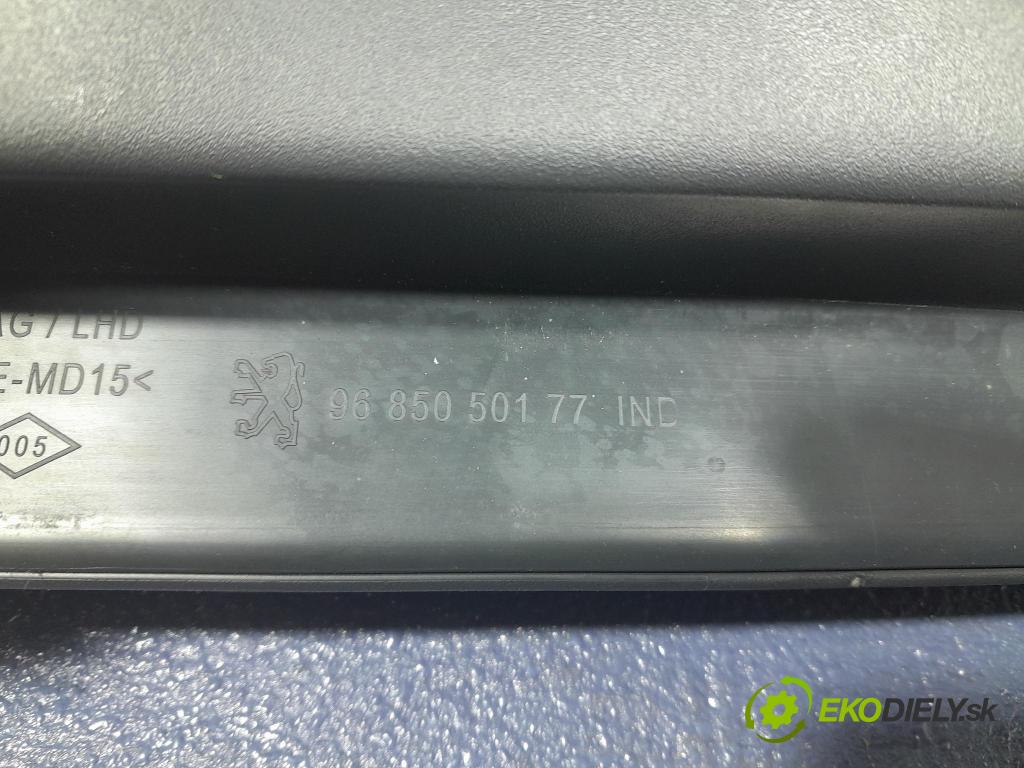 AG / LHD
E-MD15<
96 850 501 77 IND
005
EKODIELY.sk